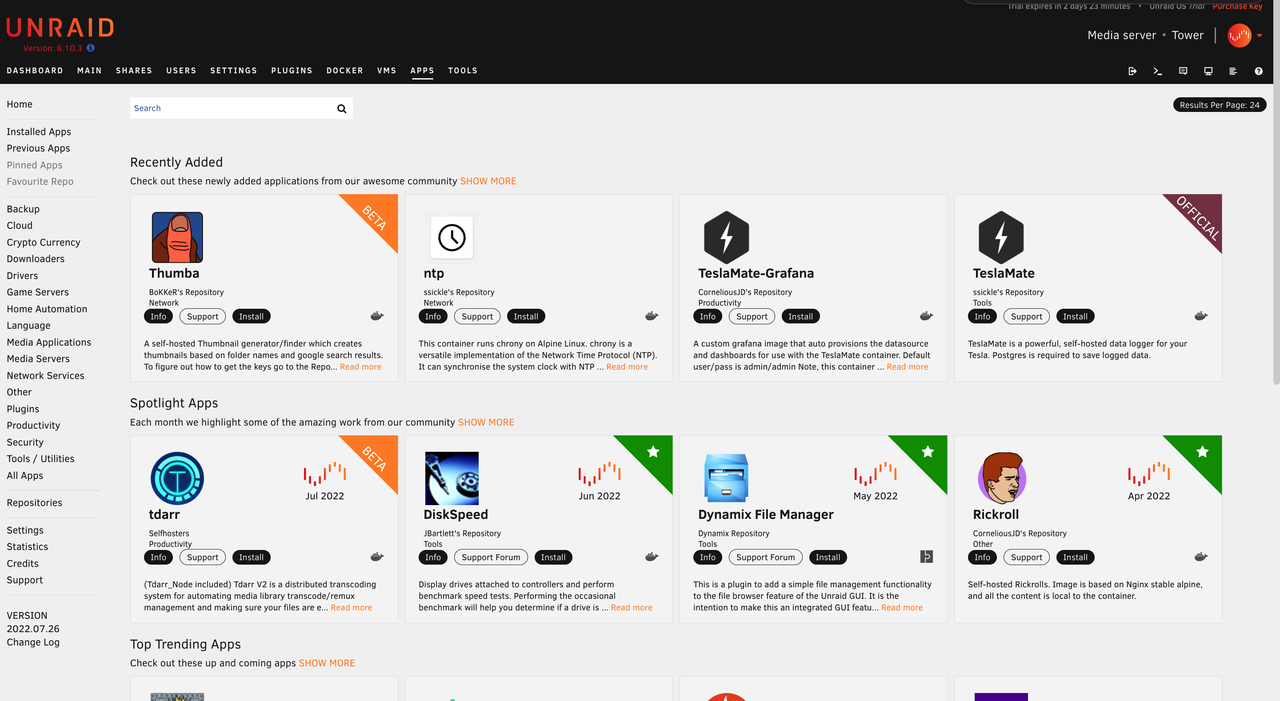 Trial expires in 2 days 23 minutes • Unraid OS Trial Purchase Key
UNRAID
Version: 6.10.3
Media server • Tower
DASHBOARD MAIN SHARES USERS SETTINGS PLUGINS DOCKER VMS APPS TOOLS
Home
Installed Apps
Previous Apps
Pinned Apps
Favourite Repo
Backup
Cloud
Crypto Currency
Downloaders
Drivers
Game Servers
Home Automation
Language
Media Applications
Media Servers
Network Services
Other
Plugins
Productivity
Security
Tools / Utilities
All Apps
Repositories
Settings
Statistics
Credits
Support
VERSION
2022.07.26
Change Log
Search
Results Per Page: 24
Recently Added
Check out these newly added applications from our awesome community SHOW MORE
BETA
Thumba
BoKKeR's Repository
Network
Info Support Install
A self-hosted Thumbnail generator/finder which creates
thumbnails based on folder names and google search results.
To figure out how to get the keys go to the Repo... Read more
ntp
ssickle's Repository
Network
Info Support Install
This container runs chrony on Alpine Linux. chrony is a
versatile implementation of the Network Time Protocol (NTP).
It can synchronise the system clock with NTP ... Read more
TeslaMate-Grafana
CorneliousJD's Repository
Productivity
Info Support Install
A custom grafana image that auto provisions the datasource
and dashboards for use with the TeslaMate container. Default
user/pass is admin/admin Note, this container ... Read more
OFFICIAL
TeslaMate
ssickle's Repository
Tools
Info Support Install
TeslaMate is a powerful, self-hosted data logger for your
Tesla. Postgres is required to save logged data.
Spotlight Apps
Each month we highlight some of the amazing work from our community SHOW MORE
BETA
Jul 2022
tdarr
Selfhosters
Productivity
Info Support Install
(Tdarr_Node included) Tdarr V2 is a distributed transcoding
system for automating media library transcode/remux
management and making sure your files are e... Read more
Jun 2022
DiskSpeed
JBartlett's Repository
Tools
Info Support Forum Install
Display drives attached to controllers and perform
benchmark speed tests. Performing the occasional
benchmark will help you determine if a drive is ... Read more
May 2022
Dynamix File Manager
Dynamix Repository
Tools
Info Support Forum Install
This is a plugin to add a simple file management functionality
to the file browser feature of the Unraid GUI. It is the
intention to make this an integrated GUI featu... Read more
Apr 2022
Rickroll
CorneliousJD's Repository
Other
Info Support Install
Self-hosted Rickrolls. Image is based on Nginx stable alpine,
and all the content is local to the container.
Top Trending Apps
Check out these up and coming apps SHOW MORE